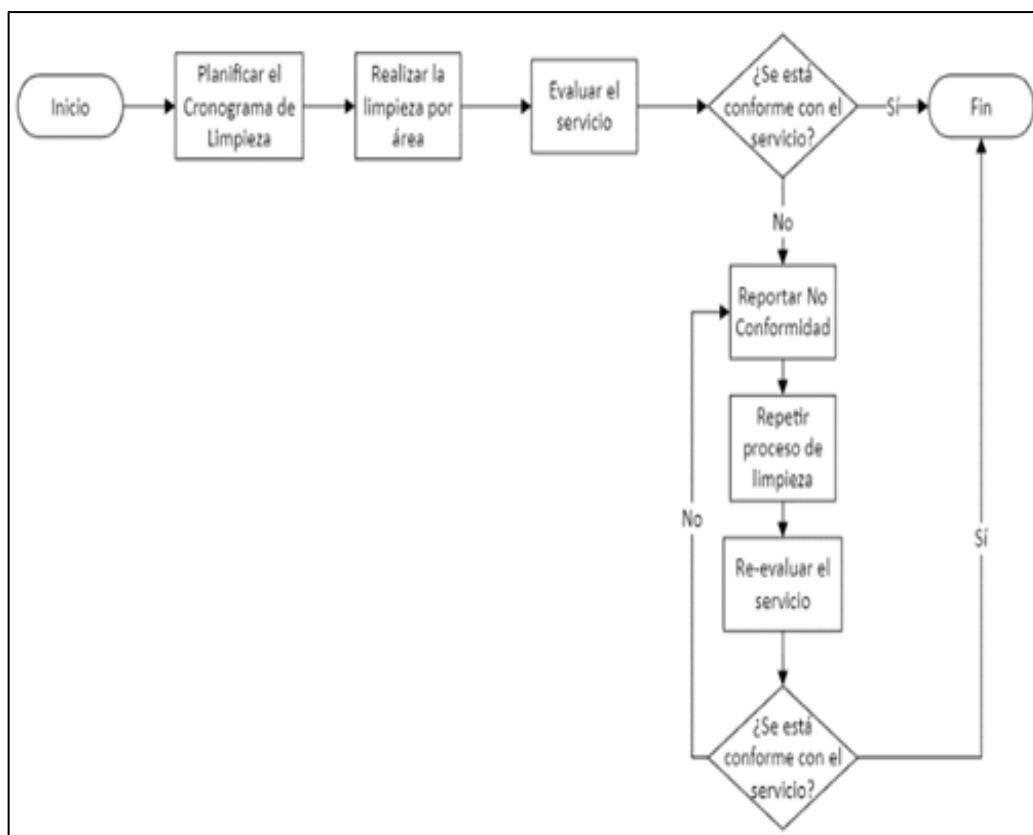 Inicio
Planificar el
Cronograma de
Limpieza
Realizar la
limpieza por
área
Evaluar el
servicio
¿Se está
conforme con el
servicio?
Sí
Fin
No
Reportar No
Conformidad
Repetir
proceso de
limpieza
No
Sí
Re-evaluar el
servicio
¿Se está
conforme con el
servicio?